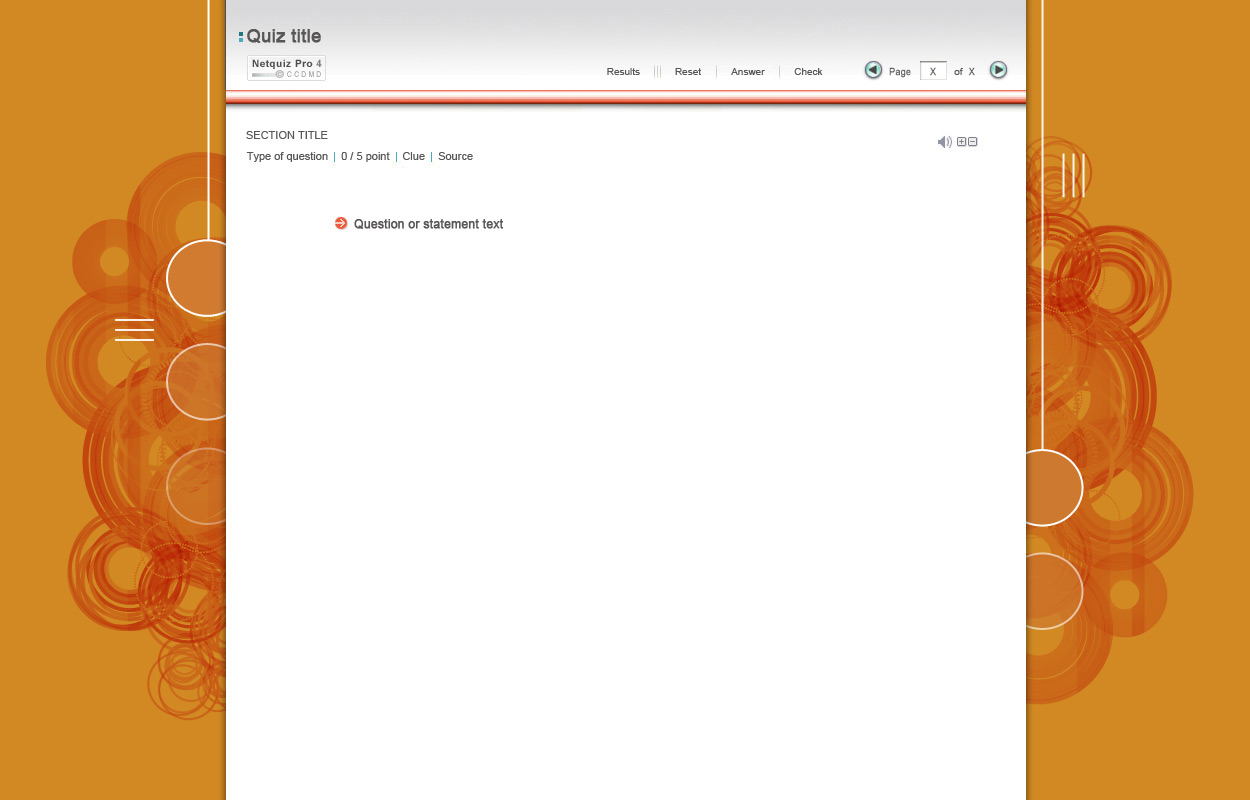 Quiz title
Netquiz Pro 4
CCDMD
Results Reset Answer Check Page X of X
SECTION TITLE
Type of question | 0 / 5 point | Clue | Source
Question or statement text